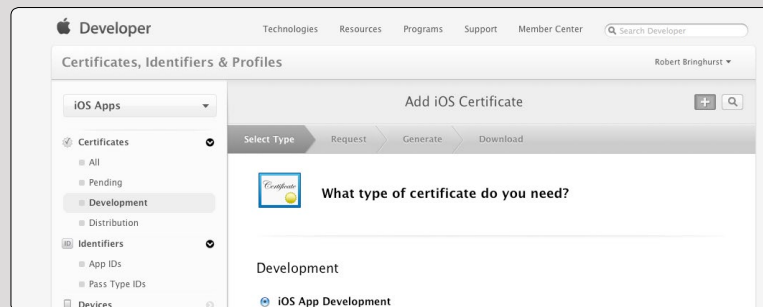 Developer
Technologies Resources Programs Support Member Center Search Developer
Certificates, Identifiers & Profiles
Robert Bringhurst
iOS Apps
Add iOS Certificate
Certificates
All
Pending
Development
Distribution
Identifiers
App IDs
Pass Type IDs
Devices
Select Type Request Generate Download
Certificate
What type of certificate do you need?
Development
iOS App Development